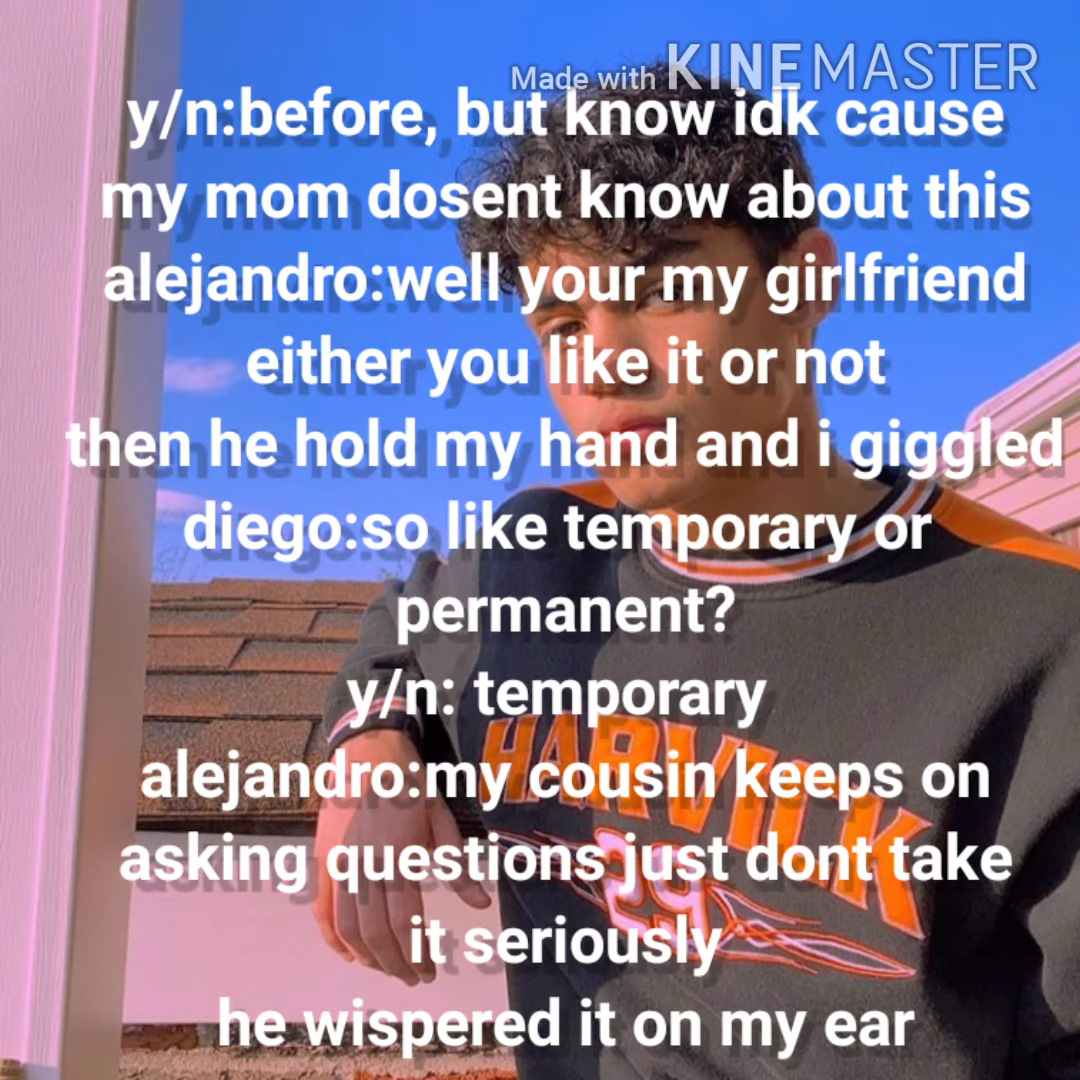 Made with KINEMASTER
y/n:before, but know idk cause
my mom dosent know about this
alejandro:well your my girlfriend
either you like it or not
then he hold my hand and i giggled
diego:so like temporary or
permanent?
y/n: temporary
alejandro:my cousin keeps on
asking questions just dont take
it seriously
he wispered it on my ear
HARVICK
29